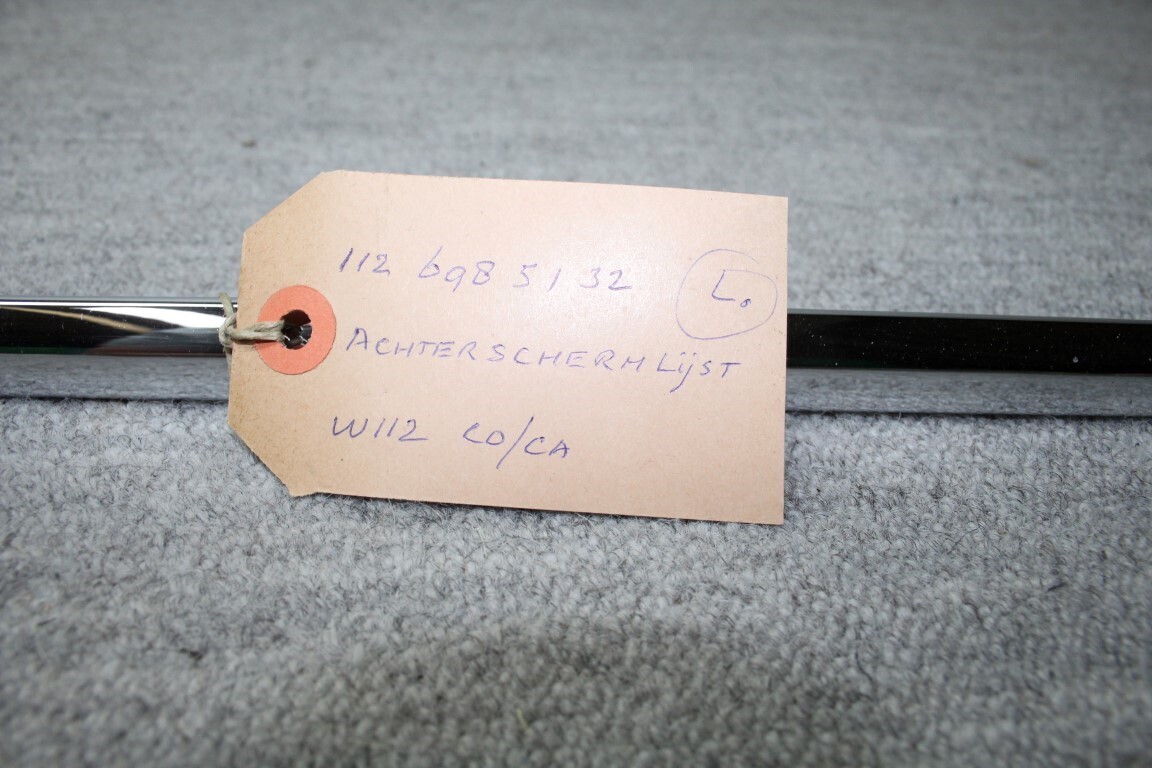 112 698 51 32 L.
ACHTERSCHERMLijST
W112 CO/CA